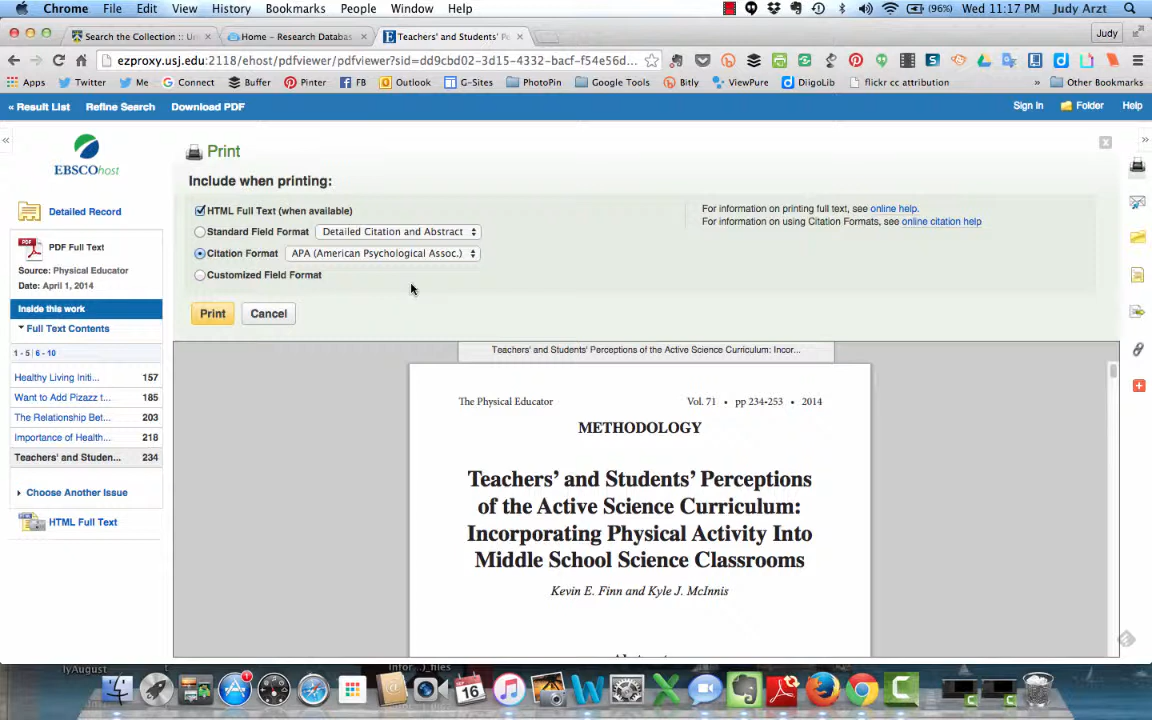 Chrome File Edit View History Bookmarks People Window Help (96%) Wed 11:17 PM Judy Arzt
Search the Collection :: Un Home - Research Databas Teachers' and Students' Pe Judy
ezproxy.usj.edu:2118/ehost/pdfviewer/pdfviewer?sid=dd9cbd02-3d15-4332-bacf-f54e56d...
Apps Twitter Me Connect Buffer Pinter FB Outlook G-Sites PhotoPin Google Tools Bitly ViewPure DiigoLib flickr cc attribution » Other Bookmarks
« Result List Refine Search Download PDF Sign In Folder Help
« »
Print
EBSCOhost
Include when printing:
HTML Full Text (when available)
For information on printing full text, see online help.
For information on using Citation Formats, see online citation help
Detailed Record
Standard Field Format Detailed Citation and Abstract
PDF Full Text
Citation Format APA (American Psychological Assoc.)
Source: Physical Educator
Customized Field Format
Date: April 1, 2014
Inside this work
Print Cancel
Full Text Contents
1 - 5 | 6 - 10
Teachers' and Students' Perceptions of the Active Science Curriculum: Incor...
Healthy Living Initi... 157
Want to Add Pizazz t... 185
The Relationship Bet... 203
Importance of Health... 218
Teachers' and Studen... 234
Choose Another Issue
HTML Full Text
The Physical Educator Vol. 71 • pp 234-253 • 2014
METHODOLOGY
Teachers' and Students' Perceptions
of the Active Science Curriculum:
Incorporating Physical Activity Into
Middle School Science Classrooms
Kevin E. Finn and Kyle J. McInnis
lyAugust
16